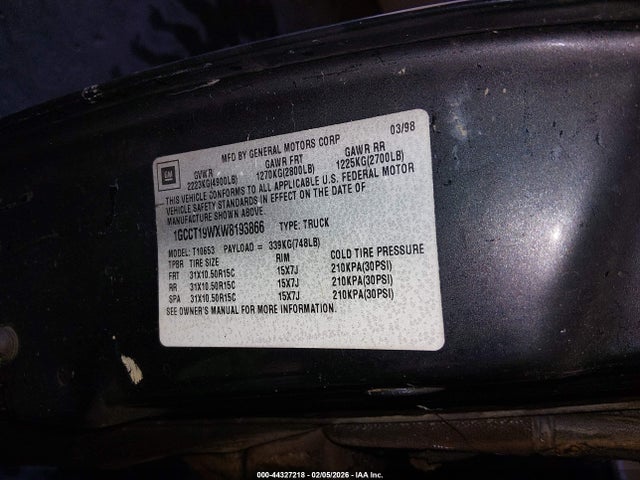 MFD BY GENERAL MOTORS CORP 03/98
GM
GVWR GAWR FRT GAWR RR
2223KG(4900LB) 1270KG(2800LB) 1225KG(2700LB)
THIS VEHICLE CONFORMS TO ALL APPLICABLE U.S. FEDERAL MOTOR
VEHICLE SAFETY STANDARDS IN EFFECT ON THE DATE OF
MANUFACTURE SHOWN ABOVE.
1GCCT19WXW8193866 TYPE: TRUCK
MODEL: T10653 PAYLOAD = 339KG(748LB)
TPBR TIRE SIZE RIM COLD TIRE PRESSURE
FRT 31X10.50R15C 15X7J 210KPA(30PSI)
RR 31X10.50R15C 15X7J 210KPA(30PSI)
SPA 31X10.50R15C 15X7J 210KPA(30PSI)
SEE OWNER'S MANUAL FOR MORE INFORMATION.
000-44327218 - 02/05/2026 - IAA Inc.